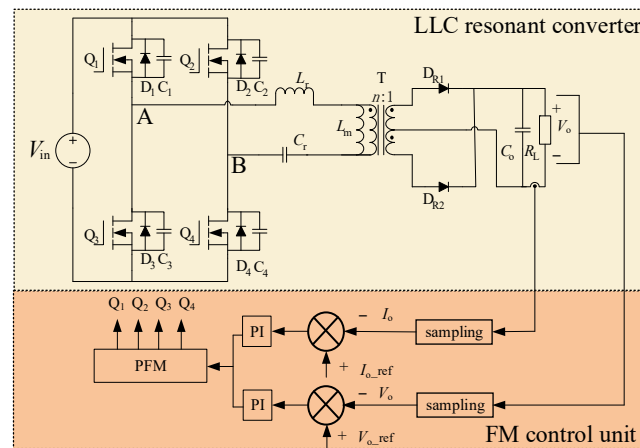 LLC resonant converter
Q1 D1 C1
Q2 D2 C2
A
Lr
T
n:1
DR1
Vin
+
−
Lm
Co
RL
+
Vo
−
B
Cr
DR2
Q3 D3 C3
Q4 D4 C4
Q1 Q2 Q3 Q4
PFM
PI
− Io
sampling
+ Io_ref
PI
− Vo
sampling
+ Vo_ref
FM control unit